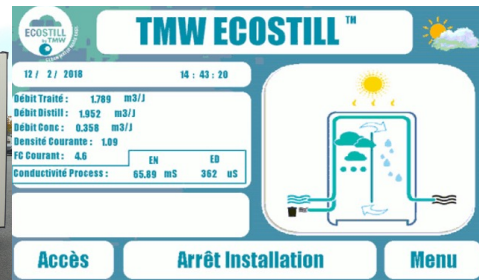 ECOSTILL
by TMW
TMW ECOSTILL™
12 / 2 / 2018 14 : 43 : 20
Débit Traité : 1.789 m3/J
Débit Distill : 1.952 m3/J
Débit Conc : 0.358 m3/J
Densité Courante : 1.09
FC Courant : 4.6 EN ED
Conductivité Process : 65.89 mS 362 uS
Accès Arrêt Installation Menu